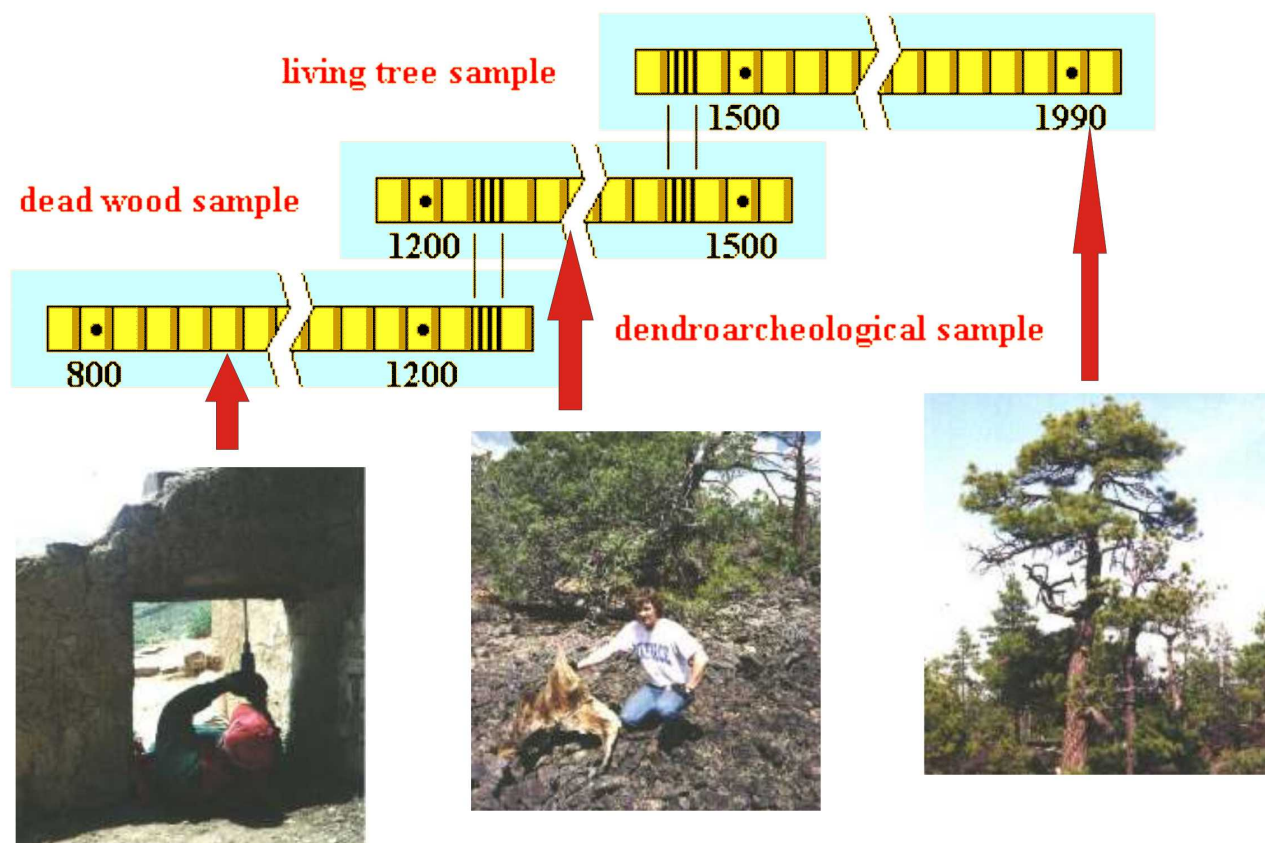 living tree sample
1500 1990
dead wood sample
1200 1500
dendroarcheological sample
800 1200